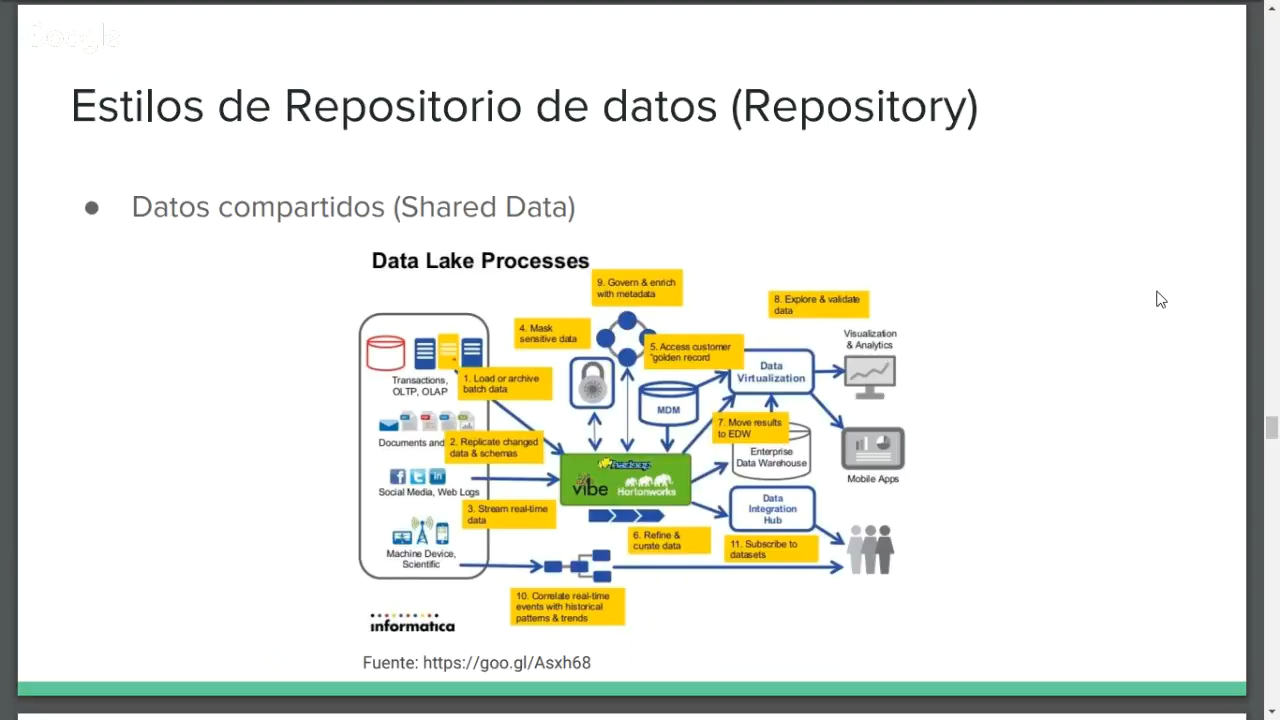 Google
Estilos de Repositorio de datos (Repository)
● Datos compartidos (Shared Data)
Data Lake Processes
9. Govern & enrich
with metadata
8. Explore & validate
data
4. Mask
sensitive data
5. Access customer
"golden record
Visualization
& Analytics
Transactions,
OLTP, OLAP
1. Load or archive
batch data
Data
Virtualization
MDM
7. Move results
to EDW
Documents and
2. Replicate changed
data & schemas
Enterprise
Data Warehouse
Mobile Apps
hadoop
vibe
Hortonworks
Social Media, Web Logs
3. Stream real-time
data
Data
Integration
Hub
6. Refine &
curate data
11. Subscribe to
datasets
Machine Device,
Scientific
10. Correlate real-time
events with historical
patterns & trends
informatica
Fuente: https://goo.gl/Asxh68